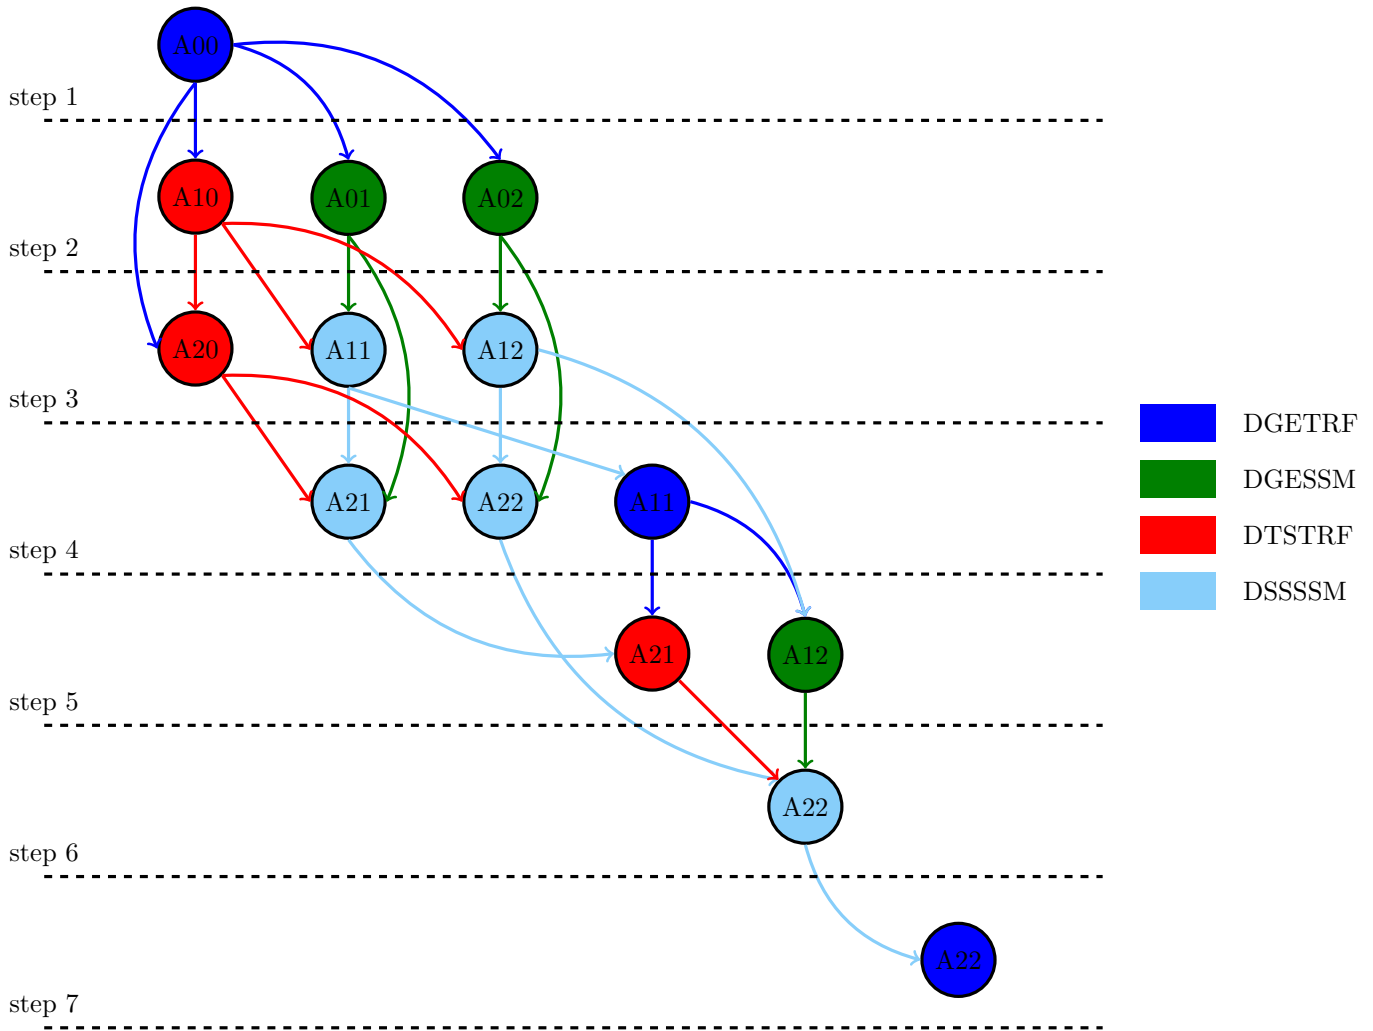 A00
step 1
A10 A01 A02
step 2
A20 A11 A12
step 3
A21 A22 A11
step 4
A21 A12
step 5
A22
step 6
A22
step 7
DGETRF
DGESSM
DTSTRF
DSSSSM